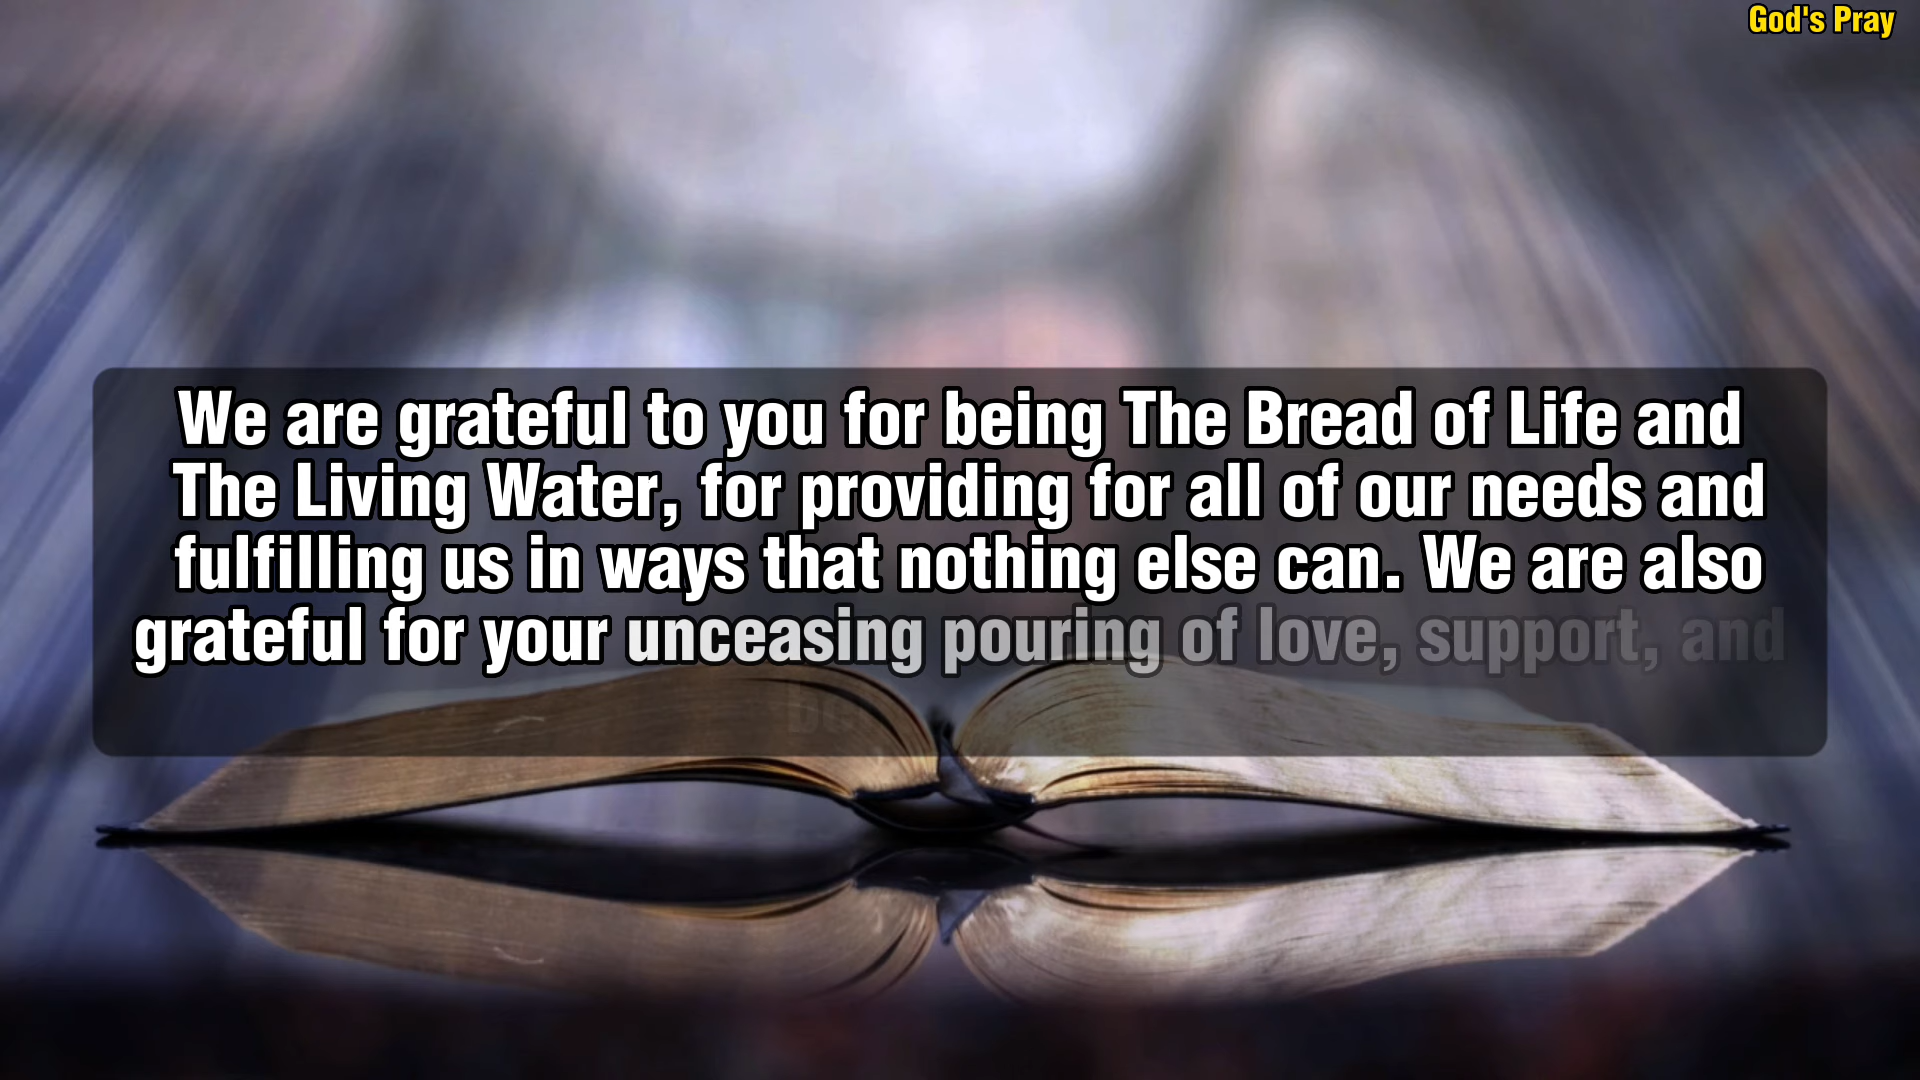 God's Pray
We are grateful to you for being The Bread of Life and
The Living Water, for providing for all of our needs and
fulfilling us in ways that nothing else can. We are also
grateful for your unceasing pouring of love, support, and